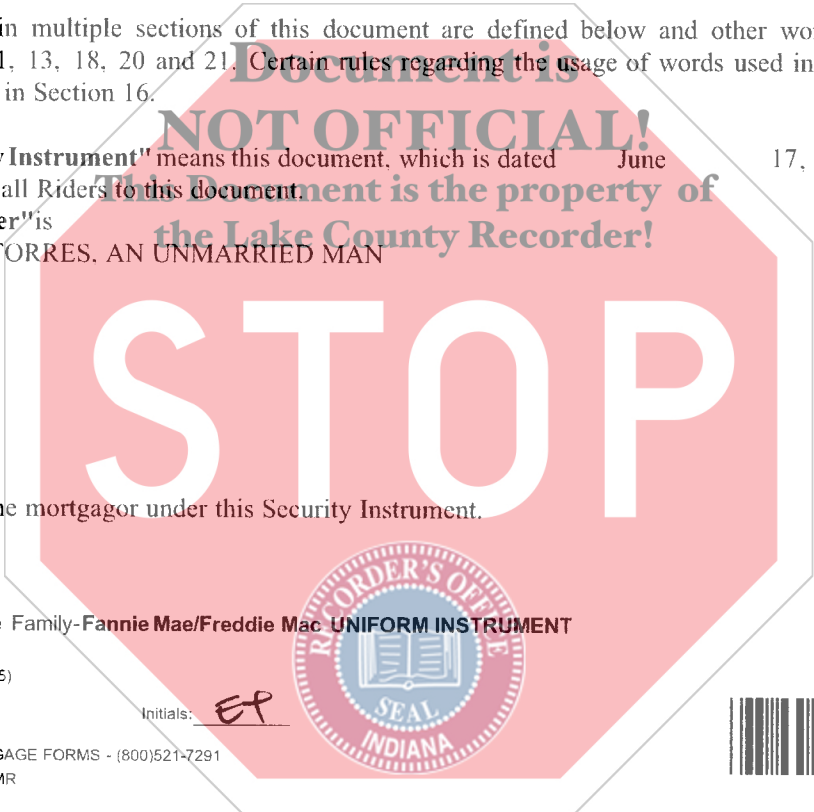 in multiple sections of this document are defined below and other wo
1, 13, 18, 20 and 21. Certain rules regarding the usage of words used in
in Section 16.
Document is
NOT OFFICIAL!
This Document is the property of
the Lake County Recorder!
Instrument" means this document, which is dated June 17,
all Riders to this document.
er" is
TORRES, AN UNMARRIED MAN
STOP
e mortgagor under this Security Instrument.
Family-Fannie Mae/Freddie Mac UNIFORM INSTRUMENT
5)
Initials: EP
GAGE FORMS - (800)521-7291
MR
RECORDER'S OFFICE
SEAL
INDIANA